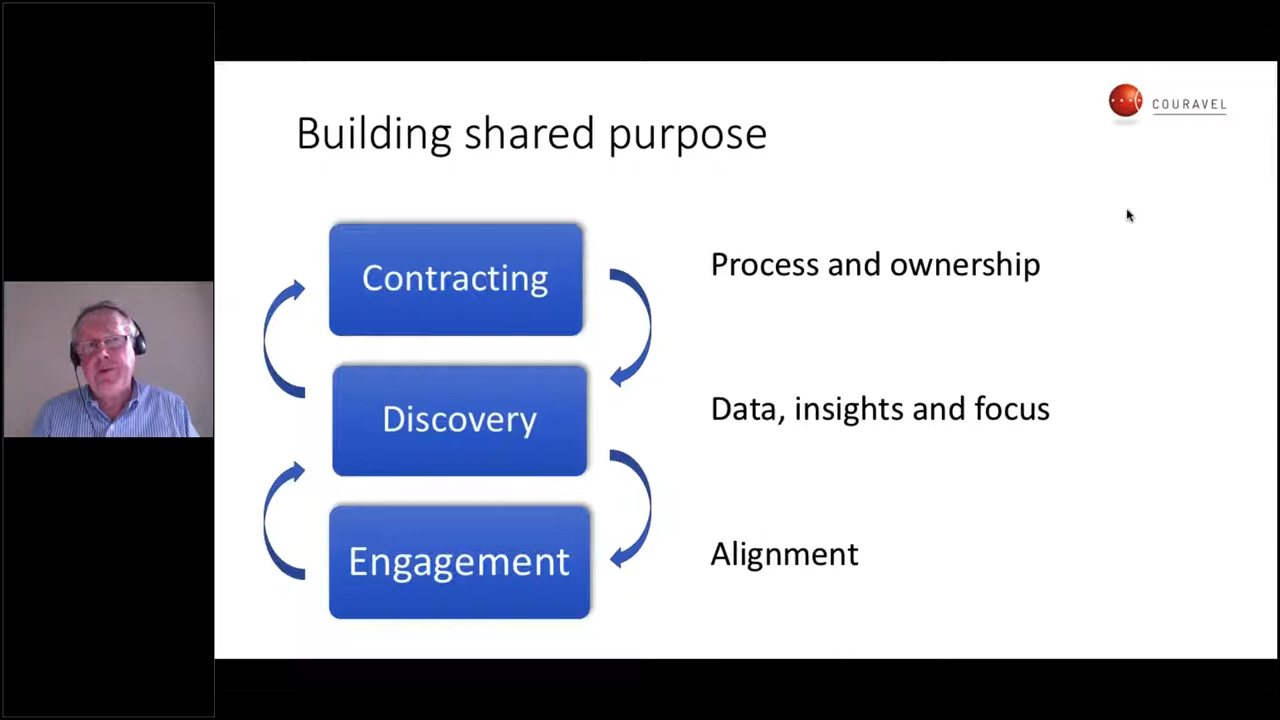 Building shared purpose
COURAVEL
Contracting
Process and ownership
Discovery
Data, insights and focus
Engagement
Alignment